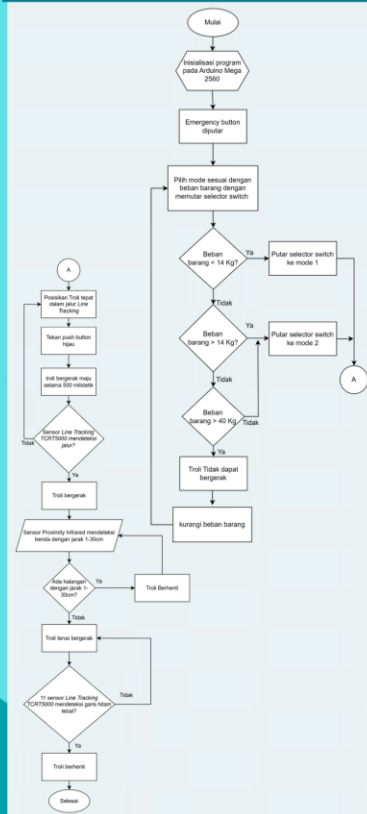 Mulai
Inisialisasi program
pada Arduino Mega
2560
Emergency button
diputar
Pilih mode sesuai dengan
beban barang dengan
memutar selector switch
Beban
barang < 14 Kg?
Ya
Putar selector switch
ke mode 1
Tidak
Beban
barang > 14 Kg?
Ya
Putar selector switch
ke mode 2
A
Tidak
Beban
barang > 40 Kg
Tidak
Ya
Troli Tidak dapat
bergerak
kurangi beban barang
A
Posisikan Troli tepat
dalam jalur Line
Tracking
Tekan push button
hijau
troli bergerak maju
selama 500 milidetik
Sensor Line Tracking
TCRT5000 mendeteksi
jalur?
Tidak
Ya
Troli bergerak
Sensor Proximity Infrared mendeteksi
benda dengan jarak 1-30cm
Ada halangan
dengan jarak 1-
30cm?
Ya
Troli Berhenti
Tidak
Troli terus bergerak
11 sensor Line Tracking
TCRT5000 mendeteksi garis hitam
tebal?
Tidak
Ya
Troli berhenti
Selesai